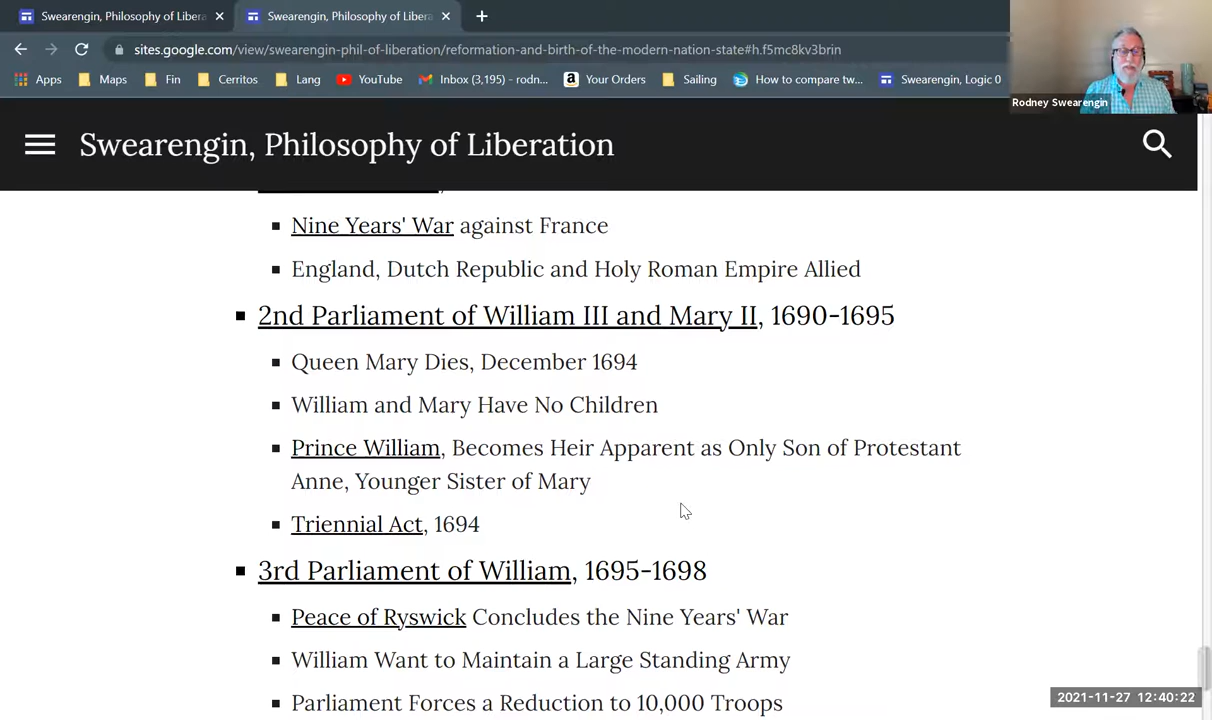 Swearengin, Philosophy of Libera
Swearengin, Philosophy of Libera
sites.google.com/view/swearengin-phil-of-liberation/reformation-and-birth-of-the-modern-nation-state#h.f5mc8kv3brin
Apps Maps Fin Cerritos Lang YouTube Inbox (3,195) - rodn... Your Orders Sailing How to compare tw... Swearengin, Logic 0
Rodney Swearengin
Swearengin, Philosophy of Liberation
Nine Years' War against France
England, Dutch Republic and Holy Roman Empire Allied
2nd Parliament of William III and Mary II, 1690-1695
Queen Mary Dies, December 1694
William and Mary Have No Children
Prince William, Becomes Heir Apparent as Only Son of Protestant
Anne, Younger Sister of Mary
Triennial Act, 1694
3rd Parliament of William, 1695-1698
Peace of Ryswick Concludes the Nine Years' War
William Want to Maintain a Large Standing Army
Parliament Forces a Reduction to 10,000 Troops
2021-11-27 12:40:22